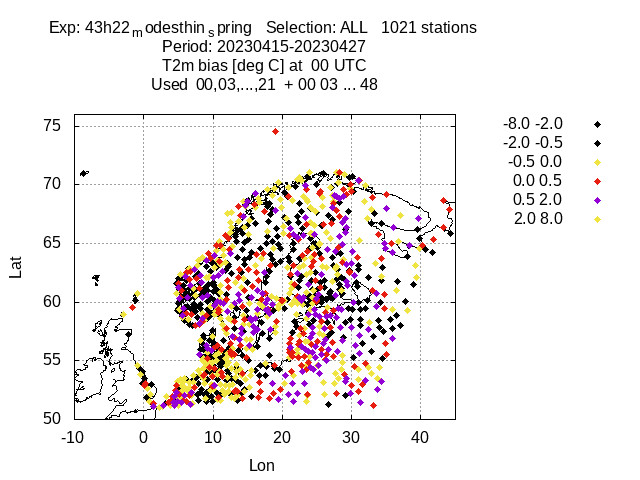 Exp: 43h22modesthinspring   Selection: ALL   1021 stations
Period: 20230415-20230427
T2m bias [deg C] at  00 UTC
Used  00,03,...,21  + 00 03 ... 48
-8.0 -2.0
-2.0 -0.5
-0.5 0.0
0.0 0.5
0.5 2.0
2.0 8.0
75
70
65
60
55
50
Lat
-10 0 10 20 30 40
Lon